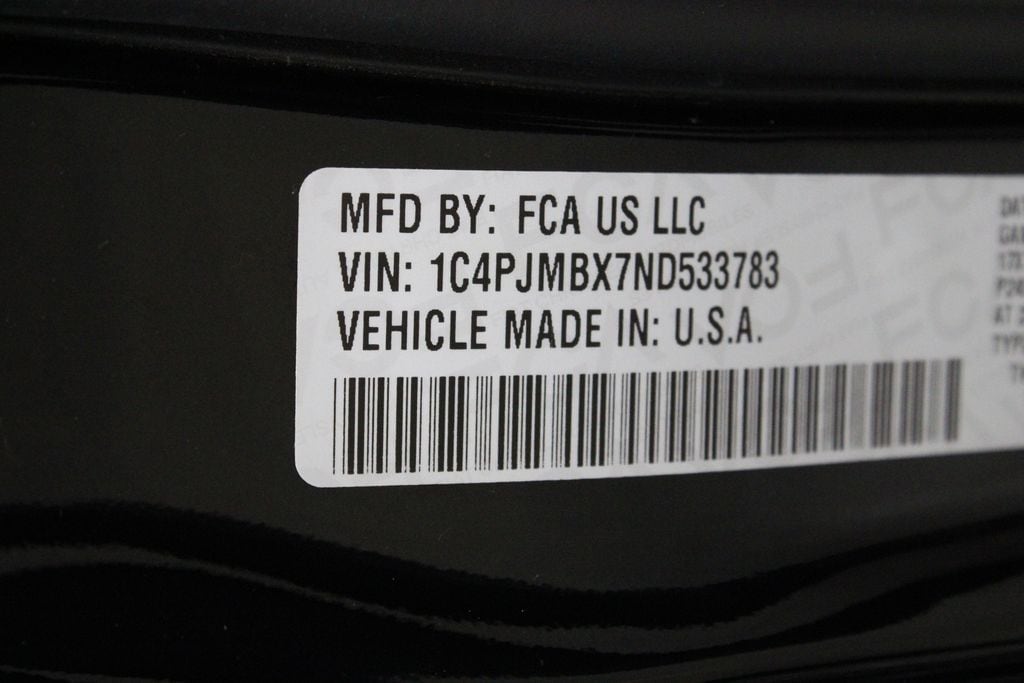 MFD BY: FCA US LLC
VIN: 1C4PJMBX7ND533783
VEHICLE MADE IN: U.S.A.